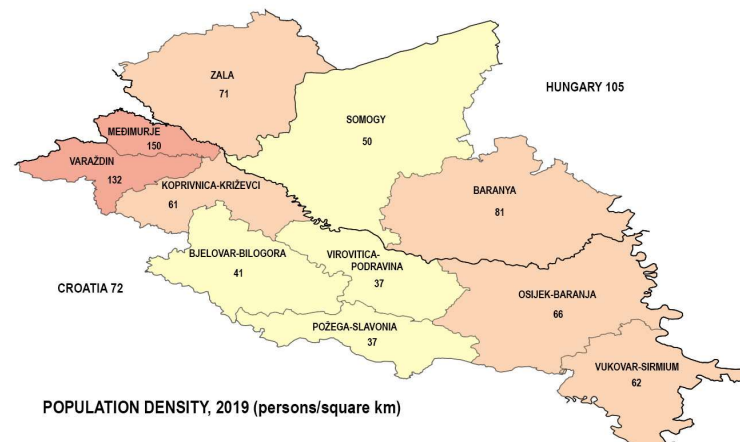 ZALA
71
HUNGARY 105
SOMOGY
50
MEĐIMURJE
150
VARAŽDIN
132
KOPRIVNICA-KRIŽEVCI
61
BARANYA
81
BJELOVAR-BILOGORA
41
VIROVITICA-
PODRAVINA
37
CROATIA 72
OSIJEK-BARANJA
66
POŽEGA-SLAVONIA
37
VUKOVAR-SIRMIUM
62
POPULATION DENSITY, 2019 (persons/square km)